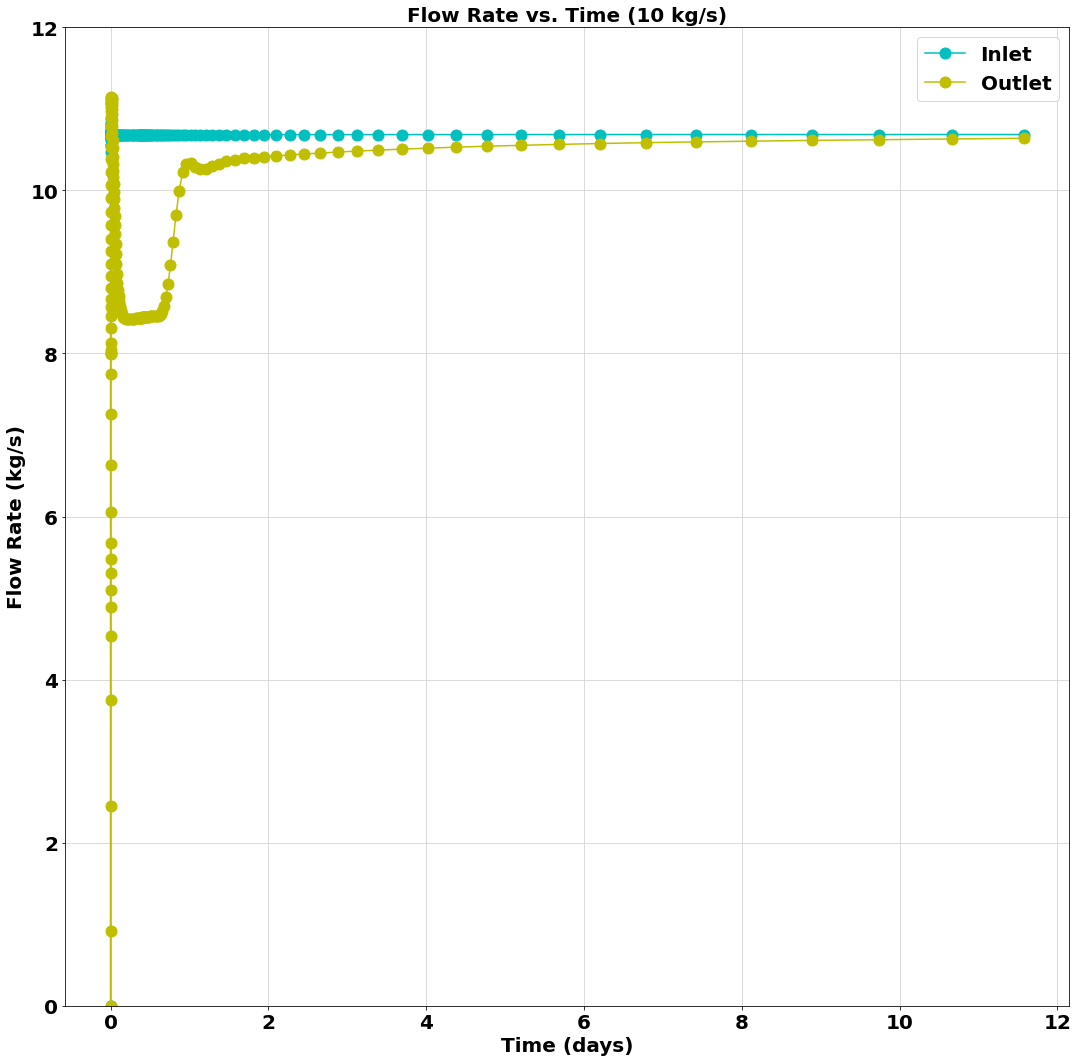 Flow Rate vs. Time (10 kg/s)
Inlet
Outlet
Flow Rate (kg/s)
12
10
8
6
4
2
0
0 2 4 6 8 10 12
Time (days)